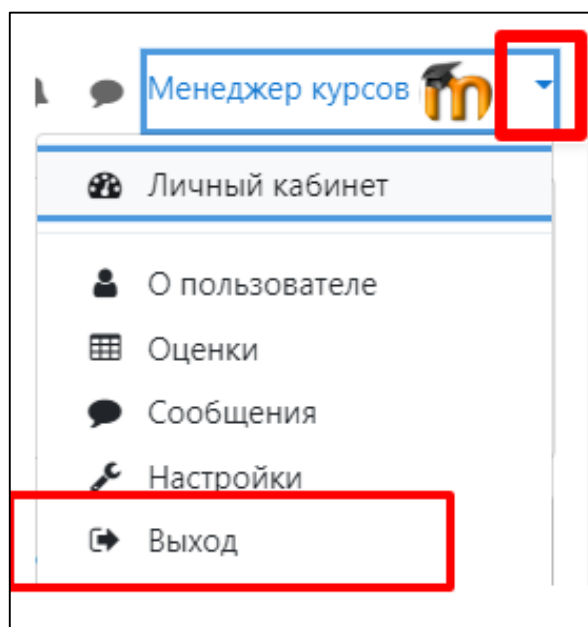 Менеджер курсов
Личный кабинет
О пользователе
Оценки
Сообщения
Настройки
Выход